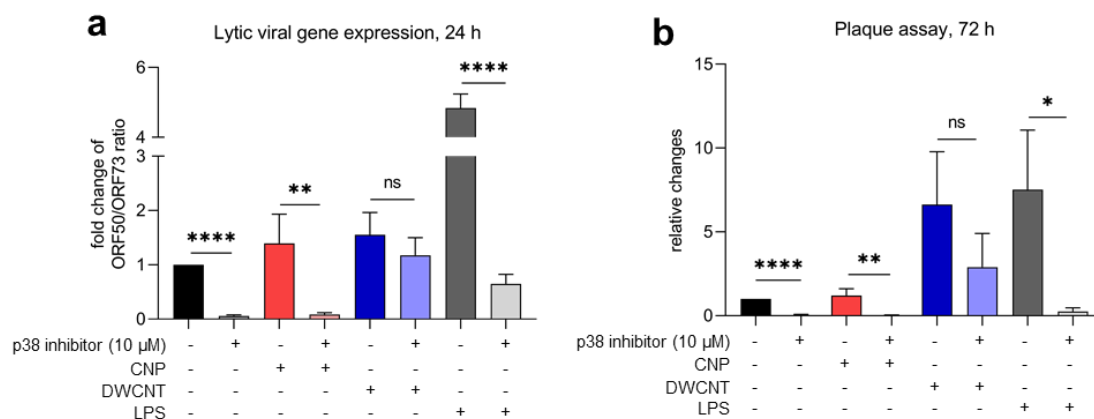 a
Lytic viral gene expression, 24 h
fold change of
ORF50/ORF73 ratio
6
4
3
2
1
0
****
**
ns
****
p38 inhibitor (10 µM) - + - + - + - +
CNP - - + + - - - -
DWCNT - - - - + + - -
LPS - - - - - - + +
b
Plaque assay, 72 h
relative changes
15
10
5
0
****
**
ns
*
p38 inhibitor (10 µM) - + - + - + - +
CNP - - + + - - - -
DWCNT - - - - + + - -
LPS - - - - - - + +